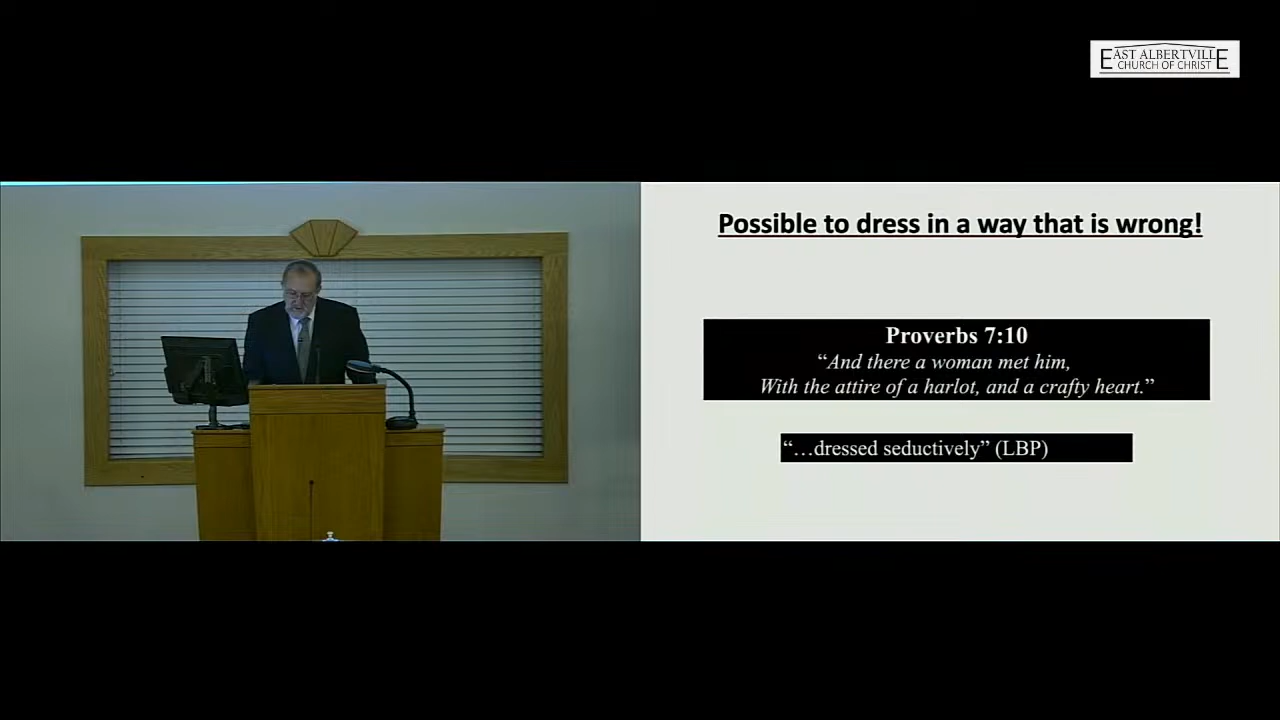 EAST ALBERTVILLE
CHURCH OF CHRIST
Possible to dress in a way that is wrong!
Proverbs 7:10
“And there a woman met him,
With the attire of a harlot, and a crafty heart.”
“…dressed seductively” (LBP)